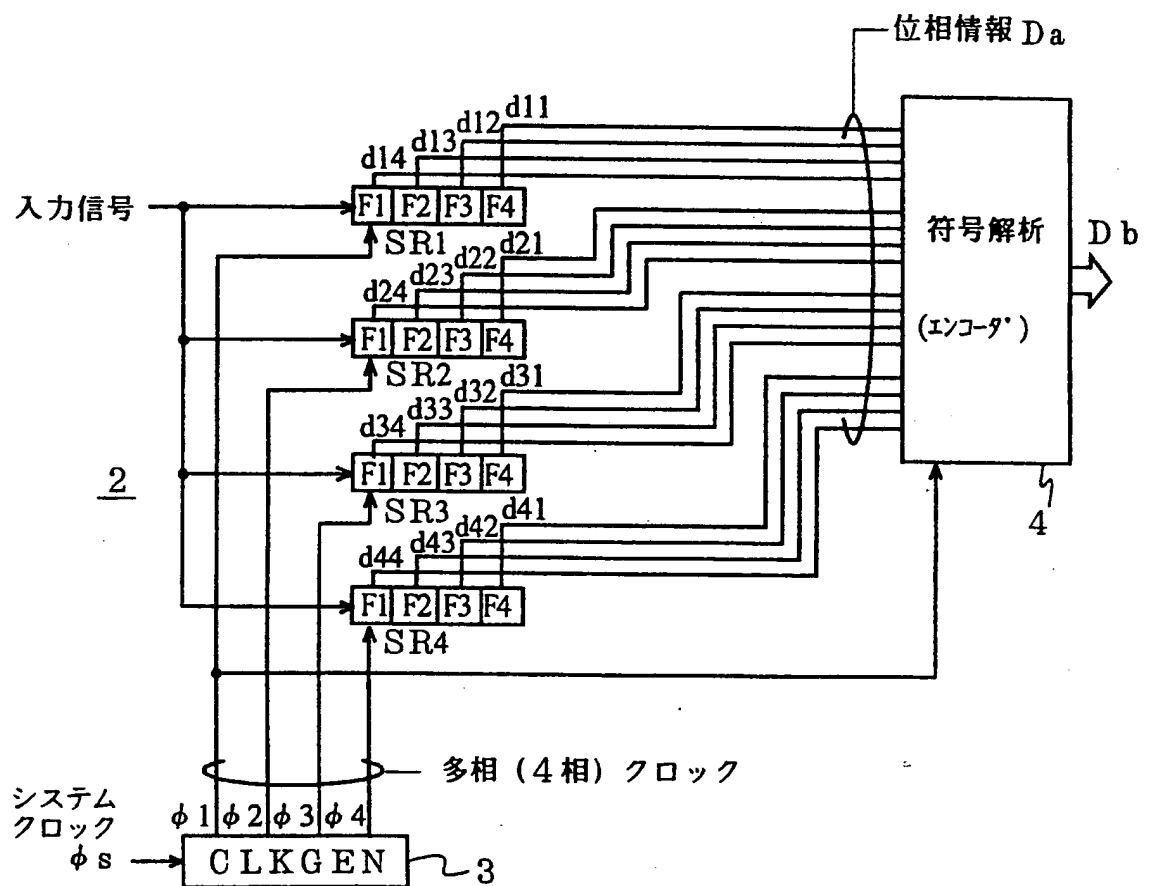 位相情報 Da
d11
d12
d13
d14
入力信号
F1 F2 F3 F4
SR1
d21
d22
d23
d24
F1 F2 F3 F4
SR2
d31
d32
d33
d34
F1 F2 F3 F4
SR3
d41
d42
d43
d44
F1 F2 F3 F4
SR4
符号解析
(エンコーダ)
Db
2
4
多相(4相)クロック
システム
クロック
φs
φ1 φ2 φ3 φ4
CLKGEN
3